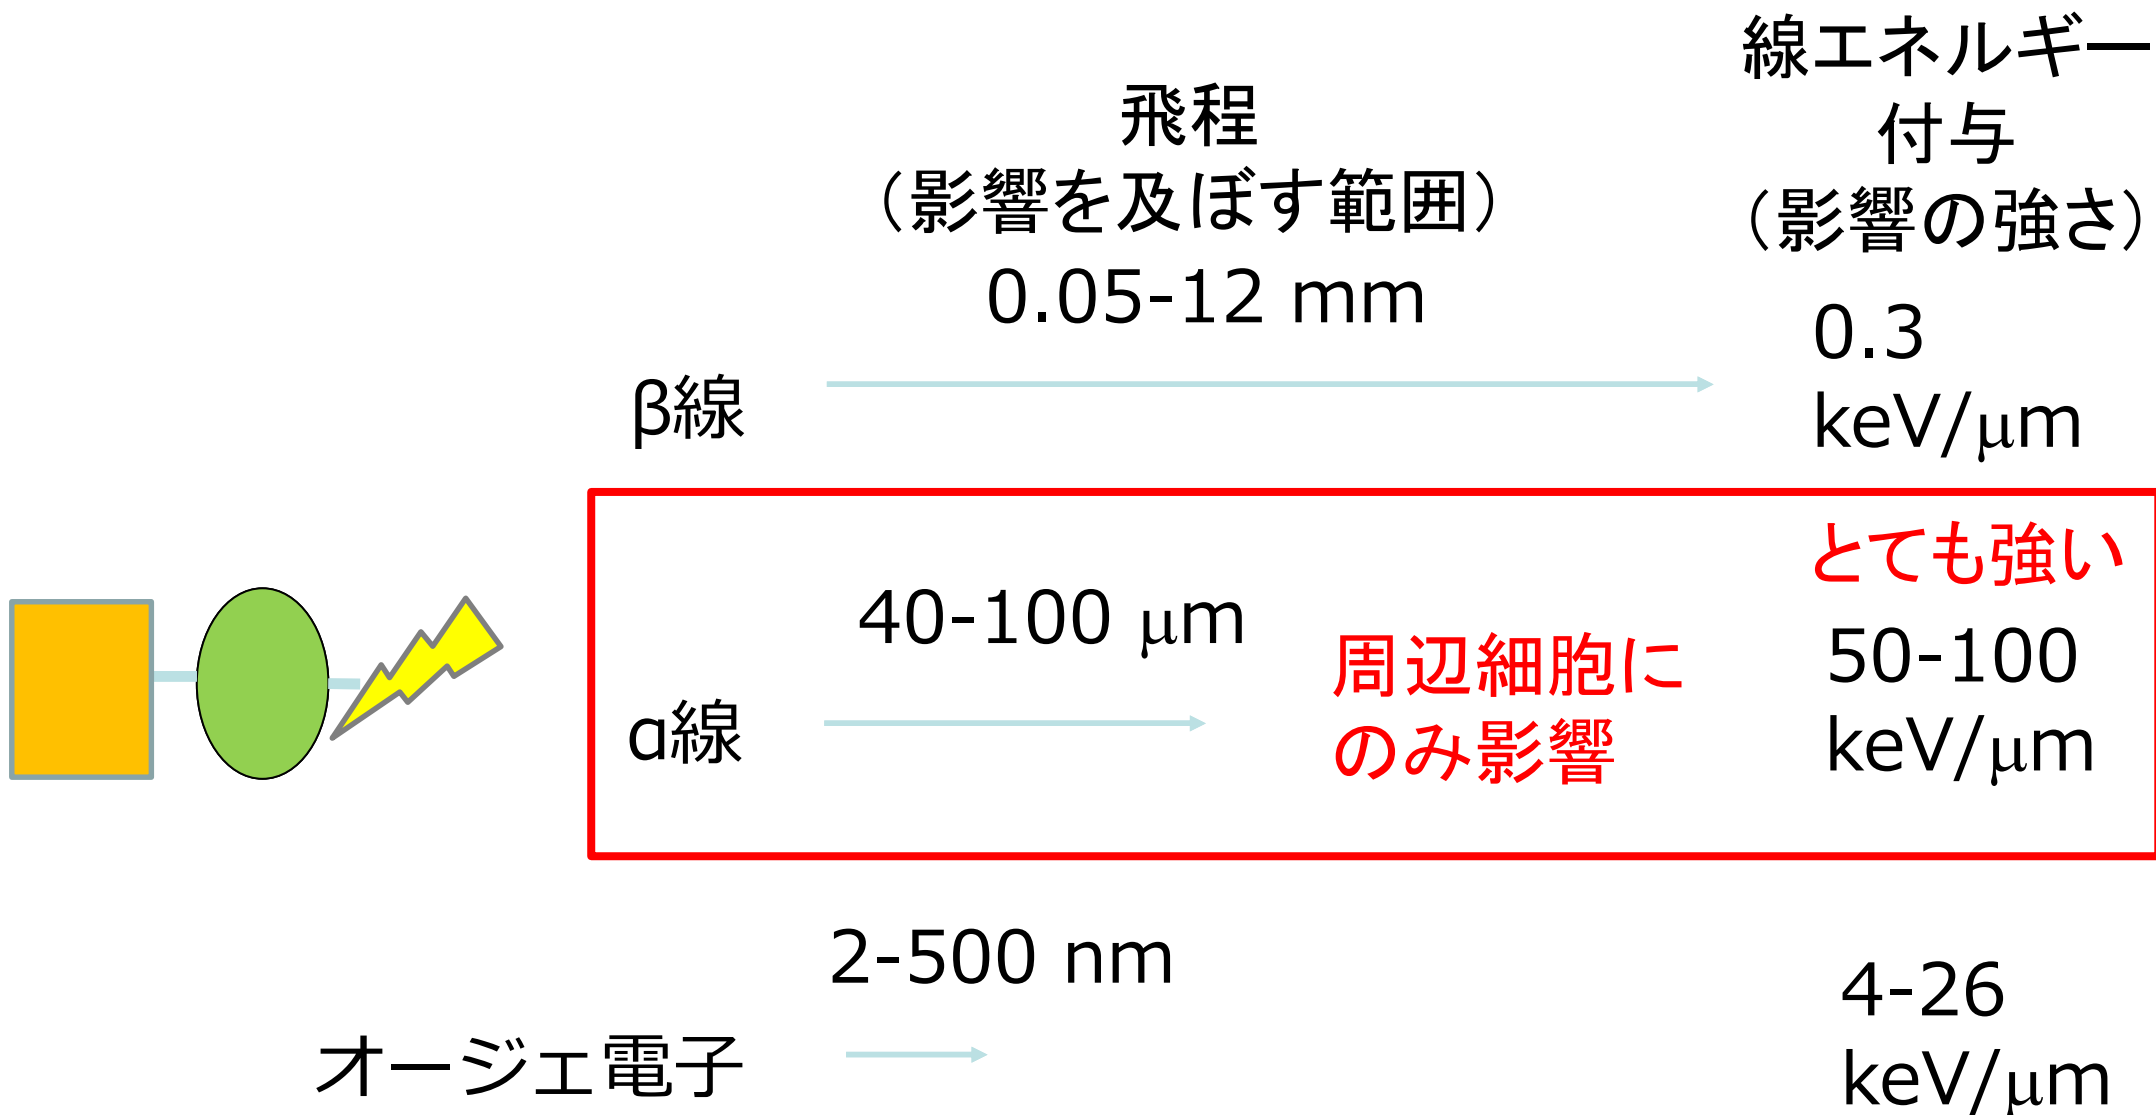 飛程
(影響を及ぼす範囲)
線エネルギー
付与
(影響の強さ)
β線
0.05-12 mm
0.3
keV/μm
α線
40-100 μm
周辺細胞に
のみ影響
とても強い
50-100
keV/μm
オージェ電子
2-500 nm
4-26
keV/μm